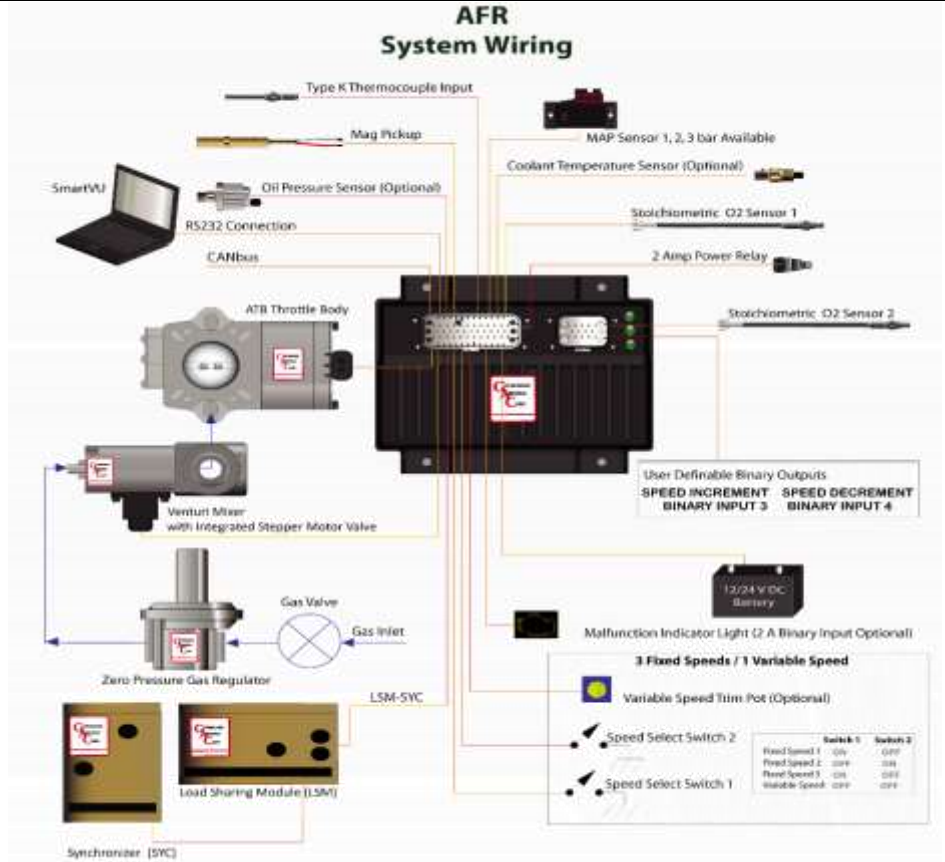 AFR
System Wiring
Type K Thermocouple Input
MAP Sensor 1, 2, 3 bar Available
Mag Pickup
Coolant Temperature Sensor (Optional)
SmartVU
Oil Pressure Sensor (Optional)
Stoichiometric O2 Sensor 1
RS232 Connection
CANbus
2 Amp Power Relay
ATB Throttle Body
Stoichiometric O2 Sensor 2
User Definable Binary Outputs
SPEED INCREMENT SPEED DECREMENT
BINARY INPUT 3 BINARY INPUT 4
Venturi Mixer
with Integrated Stepper Motor Valve
12/24 V DC
Battery
Gas Valve
Gas Inlet
Malfunction Indicator Light (2 A Binary Input Optional)
Zero Pressure Gas Regulator
3 Fixed Speeds / 1 Variable Speed
LSM-SYC
Variable Speed Trim Pot (Optional)
Speed Select Switch 2
Switch 1 Switch 2
Fixed Speed 1 ON OFF
Fixed Speed 2 OFF ON
Fixed Speed 3 ON OFF
Variable Speed OFF OFF
Speed Select Switch 1
Load Sharing Module (LSM)
Synchronizer (SYC)